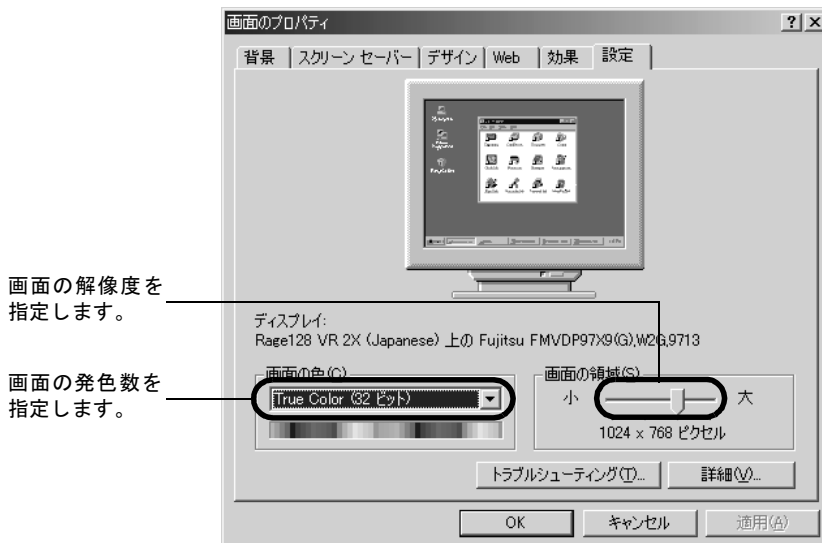 画面のプロパティ
背景 スクリーン セーバー デザイン Web 効果 設定
画面の解像度を
指定します。
ディスプレイ:
Rage128 VR 2X (Japanese) 上の Fujitsu FMVDP97X9(G),W2G,9713
画面の発色数を
指定します。
画面の色(C)
True Color (32 ビット)
画面の領域(S)
小 大
1024 x 768 ピクセル
トラブルシューティング(T)... 詳細(V)...
OK キャンセル 適用(A)